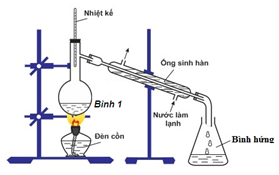 Nhiệt kế
Ống sinh hàn
Bình 1
Nước làm
lạnh
Đèn cồn
Bình hứng